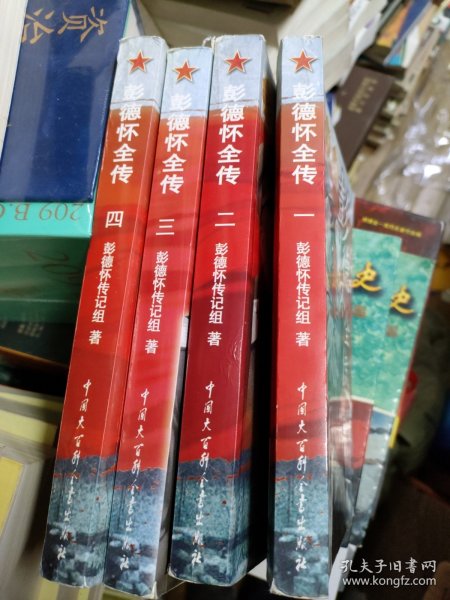 资治
209 B.C
彭德怀全传
四
彭德怀传记组 著
中国大百科全书出版社
彭德怀全传
三
彭德怀传记组 著
中国大百科全书出版社
彭德怀全传
二
彭德怀传记组 著
中国大百科全书出版社
彭德怀全传
一
彭德怀传记组 著
中国大百科全书出版社
史
史
孔夫子旧书网
www.kongfz.com